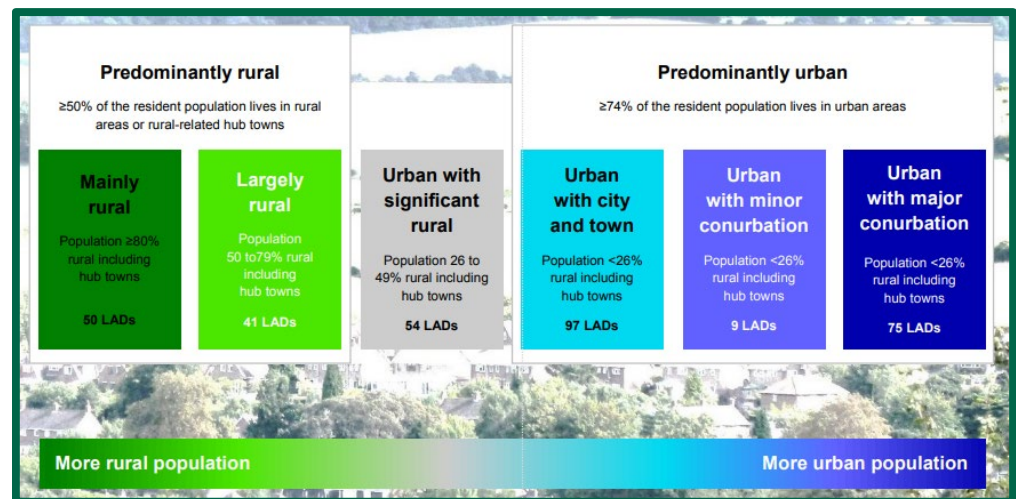 Predominantly rural
≥50% of the resident population lives in rural
areas or rural-related hub towns
Predominantly urban
≥74% of the resident population lives in urban areas
Mainly
rural
Population ≥80%
rural including
hub towns
50 LADs
Largely
rural
Population
50 to79% rural
including
hub towns
41 LADs
Urban with
significant
rural
Population 26 to
49% rural including
hub towns
54 LADs
Urban
with city
and town
Population <26%
rural including
hub towns
97 LADs
Urban
with minor
conurbation
Population <26%
rural including
hub towns
9 LADs
Urban
with major
conurbation
Population <26%
rural including
hub towns
75 LADs
More rural population
More urban population